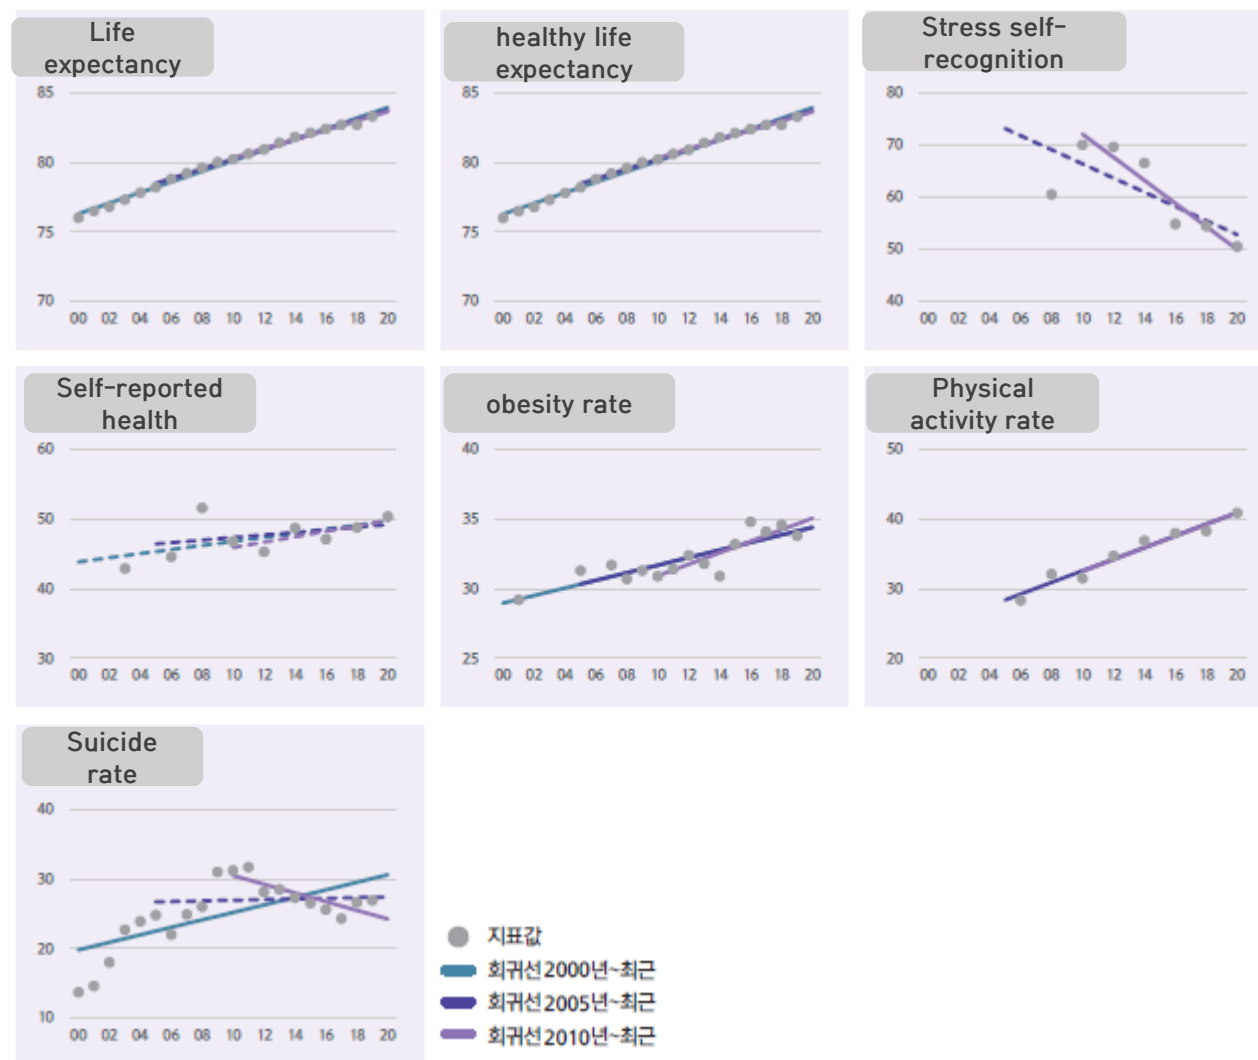 Life
expectancy
85
80
75
70
00 02 04 06 08 10 12 14 16 18 20
healthy life
expectancy
85
80
75
70
00 02 04 06 08 10 12 14 16 18 20
Stress self-
recognition
80
70
60
50
40
00 02 04 06 08 10 12 14 16 18 20
Self-reported
health
60
50
40
30
00 02 04 06 08 10 12 14 16 18 20
obesity rate
40
35
30
25
00 02 04 06 08 10 12 14 16 18 20
Physical
activity rate
50
40
30
20
00 02 04 06 08 10 12 14 16 18 20
Suicide
rate
40
30
20
10
00 02 04 06 08 10 12 14 16 18 20
지표값
회귀선 2000년~최근
회귀선 2005년~최근
회귀선 2010년~최근